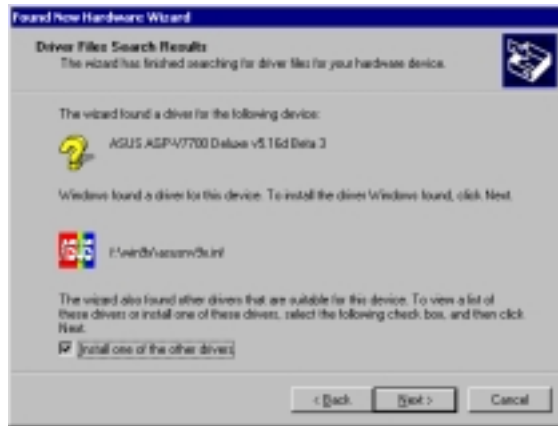 Found New Hardware Wizard
Driver Files Search Results
The wizard has finished searching for driver files for your hardware device.
The wizard found a driver for the following device:
ASUS AGP-V7700 Deluxe v5.16d Beta 3
Windows found a driver for this device. To install the driver Windows found, click Next.
The wizard also found other drivers that are suitable for this device. To view a list of
these drivers or install one of these drivers, select the following check box, and then click
Next.
Install one of the other drivers
< Back
Next >
Cancel